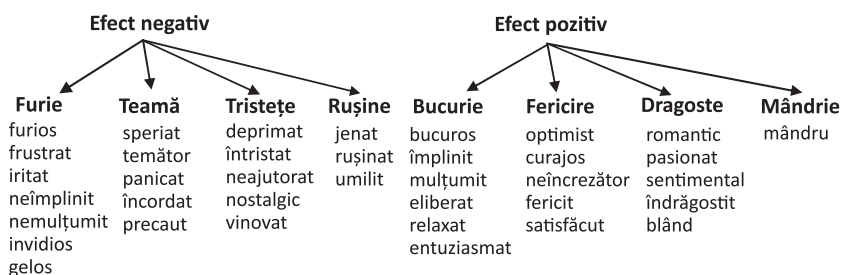 Efect negativ
Efect pozitiv
Furie
furios
frustrat
iritat
neîmplinit
nemulțumit
invidios
gelos
Teamă
speriat
temător
panicat
încordat
precaut
Tristețe
deprimat
întristat
neajutorat
nostalgic
vinovat
Rușine
jenat
rușinat
umilit
Bucurie
bucuros
împlinit
mulțumit
eliberat
relaxat
entuziasmat
Fericire
optimist
curajos
neîncrezător
fericit
satisfăcut
Dragoste
romantic
pasionat
sentimental
îndrăgostit
blând
Mândrie
mândru